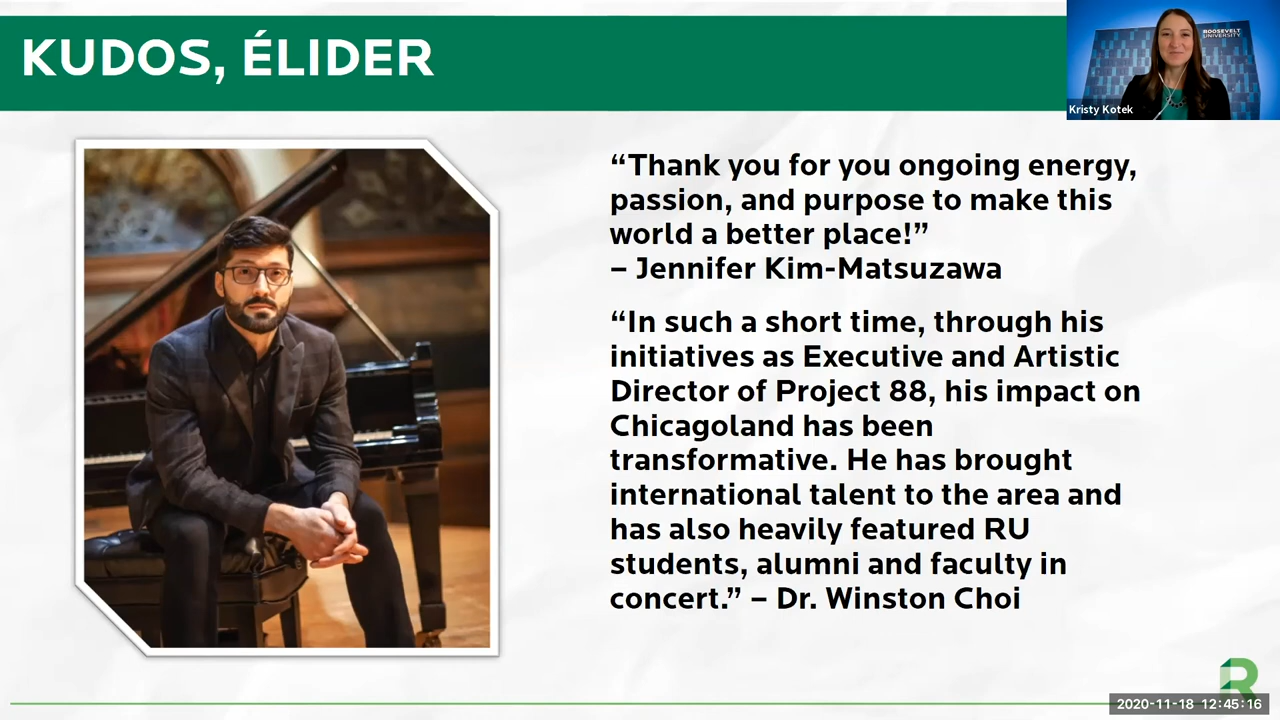 KUDOS, ÉLIDER
ROOSEVELT
UNIVERSITY
Kristy Kotek
“Thank you for you ongoing energy,
passion, and purpose to make this
world a better place!”
– Jennifer Kim-Matsuzawa
“In such a short time, through his
initiatives as Executive and Artistic
Director of Project 88, his impact on
Chicagoland has been
transformative. He has brought
international talent to the area and
has also heavily featured RU
students, alumni and faculty in
concert.” – Dr. Winston Choi
R
2020-11-18 12:45:16